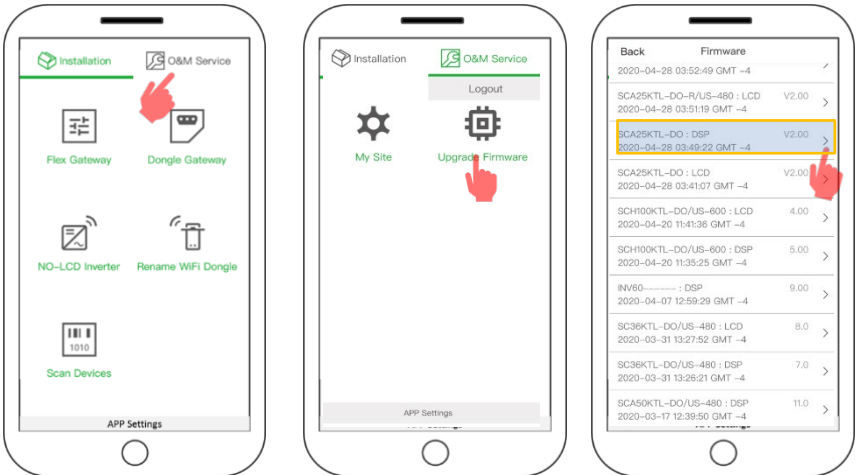 Installation
O&M Service
Flex Gateway
Dongle Gateway
NO-LCD Inverter
Rename WiFi Dongle
1010
Scan Devices
APP Settings
Installation
O&M Service
Logout
My Site
Upgrade Firmware
APP Settings
Back
Firmware
2020-04-28 03:52:49 GMT -4
SCA25KTL-DO-R/US-480 : LCD V2.00
2020-04-28 03:51:19 GMT -4
SCA25KTL-DO : DSP V2.00
2020-04-28 03:49:22 GMT -4
SCA25KTL-DO : LCD V2.00
2020-04-28 03:41:07 GMT -4
SCH100KTL-DO/US-600 : LCD 4.00
2020-04-20 11:41:36 GMT -4
SCH100KTL-DO/US-600 : DSP 5.00
2020-04-20 11:35:25 GMT -4
INV60------ : DSP 9.00
2020-04-07 12:59:29 GMT -4
SC36KTL-DO/US-480 : LCD 8.0
2020-03-31 13:27:52 GMT -4
SC36KTL-DO/US-480 : DSP 7.0
2020-03-31 13:26:21 GMT -4
SCA50KTL-DO/US-480 : DSP 11.0
2020-03-17 12:39:50 GMT -4